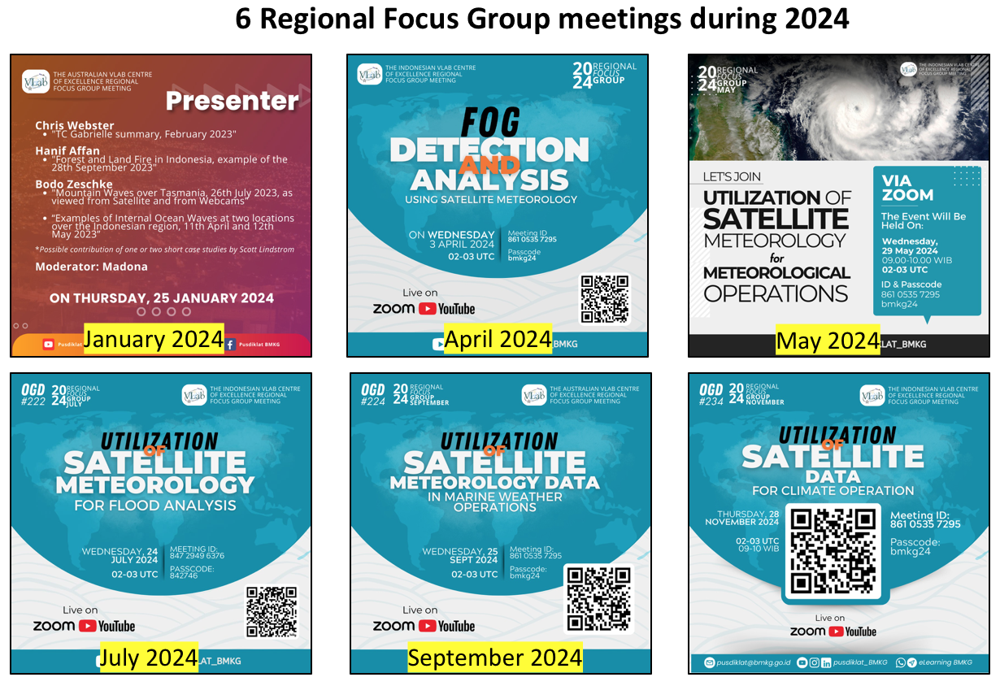 6 Regional Focus Group meetings during 2024
VLab
THE AUSTRALIAN VLAB CENTRE
OF EXCELLENCE REGIONAL
FOCUS GROUP MEETING
Presenter
Chris Webster
• "TC Gabrielle summary, February 2023"
Hanif Affan
• "Forest and Land Fire in Indonesia, example of the
28th September 2023"
Bodo Zeschke
• "Mountain Waves over Tasmania, 26th July 2023, as
viewed from Satellite and from Webcams"
• "Examples of Internal Ocean Waves at two locations
over the Indonesian region, 11th April and 12th
May 2023"
*Possible contribution of one or two short case studies by Scott Lindstrom
Moderator: Madona
ON THURSDAY, 25 JANUARY 2024
Pusdiklat
Pusdiklat BMKG
January 2024
VLab
THE INDONESIAN VLAB CENTRE
OF EXCELLENCE REGIONAL
FOCUS GROUP MEETING
20 REGIONAL
FOCUS
24 GROUP
FOG
DETECTION
AND
ANALYSIS
USING SATELLITE METEOROLOGY
ON WEDNESDAY
3 APRIL 2024
02-03 UTC
Meeting ID
861 0535 7295
Passcode
bmkg24
Live on
zoom YouTube
April 2024
BMKG
20 REGIONAL
FOCUS
24 GROUP
MAY
VLab
THE INDONESIAN VLAB CENTRE
OF EXCELLENCE REGIONAL
FOCUS GROUP MEETING
LET'S JOIN
UTILIZATION OF
SATELLITE
METEOROLOGY
for
METEOROLOGICAL
OPERATIONS
VIA
ZOOM
The Event Will Be
Held On:
Wednesday,
29 May 2024
09.00-10.00 WIB
02-03 UTC
ID & Passcode
861 0535 7295
bmkg24
May 2024
LAT_BMKG
OGD
#222
20 REGIONAL
FOCUS
24 GROUP
JULY
VLab
THE INDONESIAN VLAB CENTRE
OF EXCELLENCE REGIONAL
FOCUS GROUP MEETING
UTILIZATION
OF
SATELLITE
METEOROLOGY
FOR FLOOD ANALYSIS
WEDNESDAY, 24
JULY 2024
02-03 UTC
MEETING ID:
847 2949 6376
PASSCODE:
842746
Live on
zoom YouTube
July 2024
LAT_BMKG
OGD
#224
20 REGIONAL
FOCUS
24 GROUP
SEPTEMBER
VLab
THE AUSTRALIAN VLAB CENTRE
OF EXCELLENCE REGIONAL
FOCUS GROUP MEETING
UTILIZATION
OF
SATELLITE
METEOROLOGY DATA
IN MARINE WEATHER
OPERATIONS
WEDNESDAY, 25
SEPT 2024
02-03 UTC
Meeting ID:
861 0535 7295
Passcode:
bmkg24
Live on
zoom YouTube
September 2024
OGD
#234
20 REGIONAL
FOCUS
24 GROUP
NOVEMBER
VLab
THE INDONESIAN VLAB CENTRE
OF EXCELLENCE REGIONAL
FOCUS GROUP MEETING
UTILIZATION
OF
SATELLITE
DATA
FOR CLIMATE OPERATION
THURSDAY, 28
NOVEMBER 2024
02-03 UTC
09-10 WIB
Meeting ID:
861 0535 7295
Passcode:
bmkg24
Live on
zoom YouTube
pusdiklat@bmkg.go.id pusdiklat_BMKG eLearning BMKG